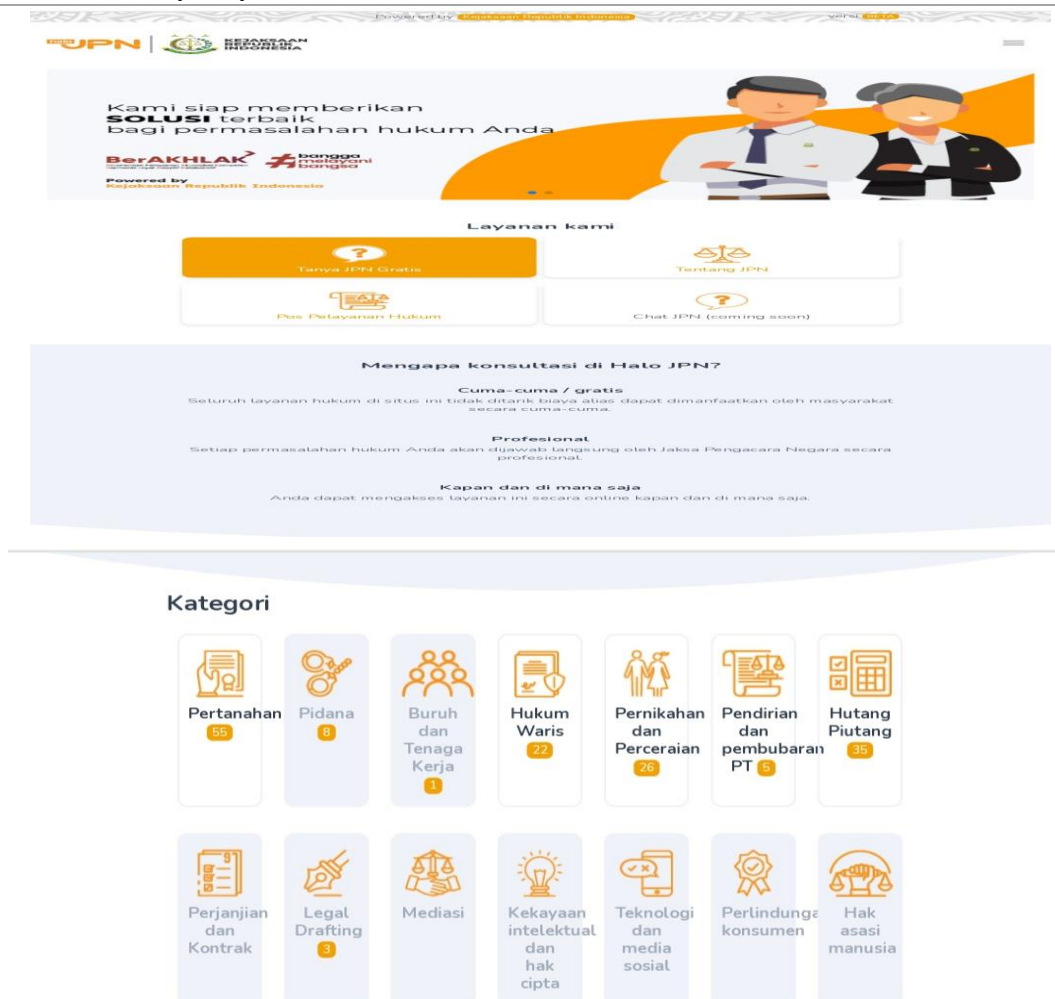 Powered by Kejaksaan Republik Indonesia
versi BETA
JPN
KEJAKSAAN
REPUBLIK
INDONESIA
Kami siap memberikan
SOLUSI terbaik
bagi permasalahan hukum Anda
BerAKHLAK
bangga
melayani
bangsa
Powered by
Kejaksaan Republik Indonesia
Layanan kami
Tanya JPN Gratis
Tentang JPN
Pos Pelayanan Hukum
Chat JPN (coming soon)
Mengapa konsultasi di Halo JPN?
Cuma-cuma / gratis
Seluruh layanan hukum di situs ini tidak ditarik biaya alias dapat dimanfaatkan oleh masyarakat
secara cuma-cuma.
Profesional
Setiap permasalahan hukum Anda akan dijawab langsung oleh Jaksa Pengacara Negara secara
profesional.
Kapan dan di mana saja
Anda dapat mengakses layanan ini secara online kapan dan di mana saja.
Kategori
Pertanahan
55
Pidana
8
Buruh
dan
Tenaga
Kerja
1
Hukum
Waris
22
Pernikahan
dan
Perceraian
26
Pendirian
dan
pembubaran
PT 5
Hutang
Piutang
35
Perjanjian
dan
Kontrak
Legal
Drafting
3
Mediasi
Kekayaan
intelektual
dan
hak
cipta
Teknologi
dan
media
sosial
Perlindunga
konsumen
Hak
asasi
manusia